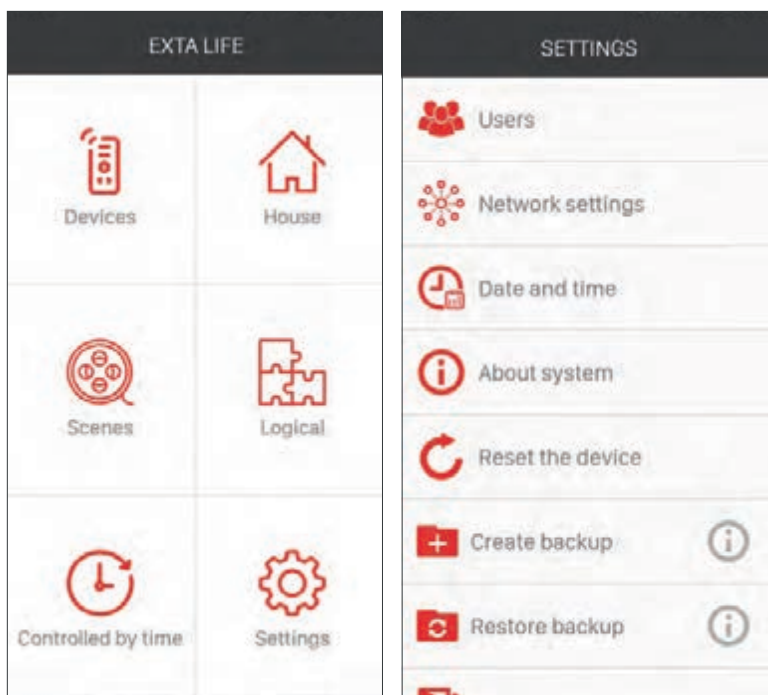 EXTA LIFE
Devices
House
Scenes
Logical
Controlled by time
Settings
SETTINGS
Users
Network settings
Date and time
About system
Reset the device
Create backup
Restore backup